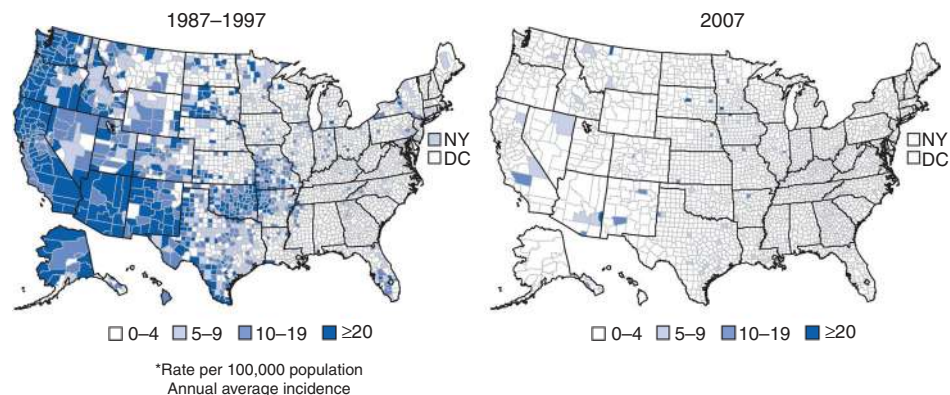 1987–1997
2007
NY
DC
NY
DC
0–4 5–9 10–19 ≥20
0–4 5–9 10–19 ≥20
*Rate per 100,000 population
Annual average incidence